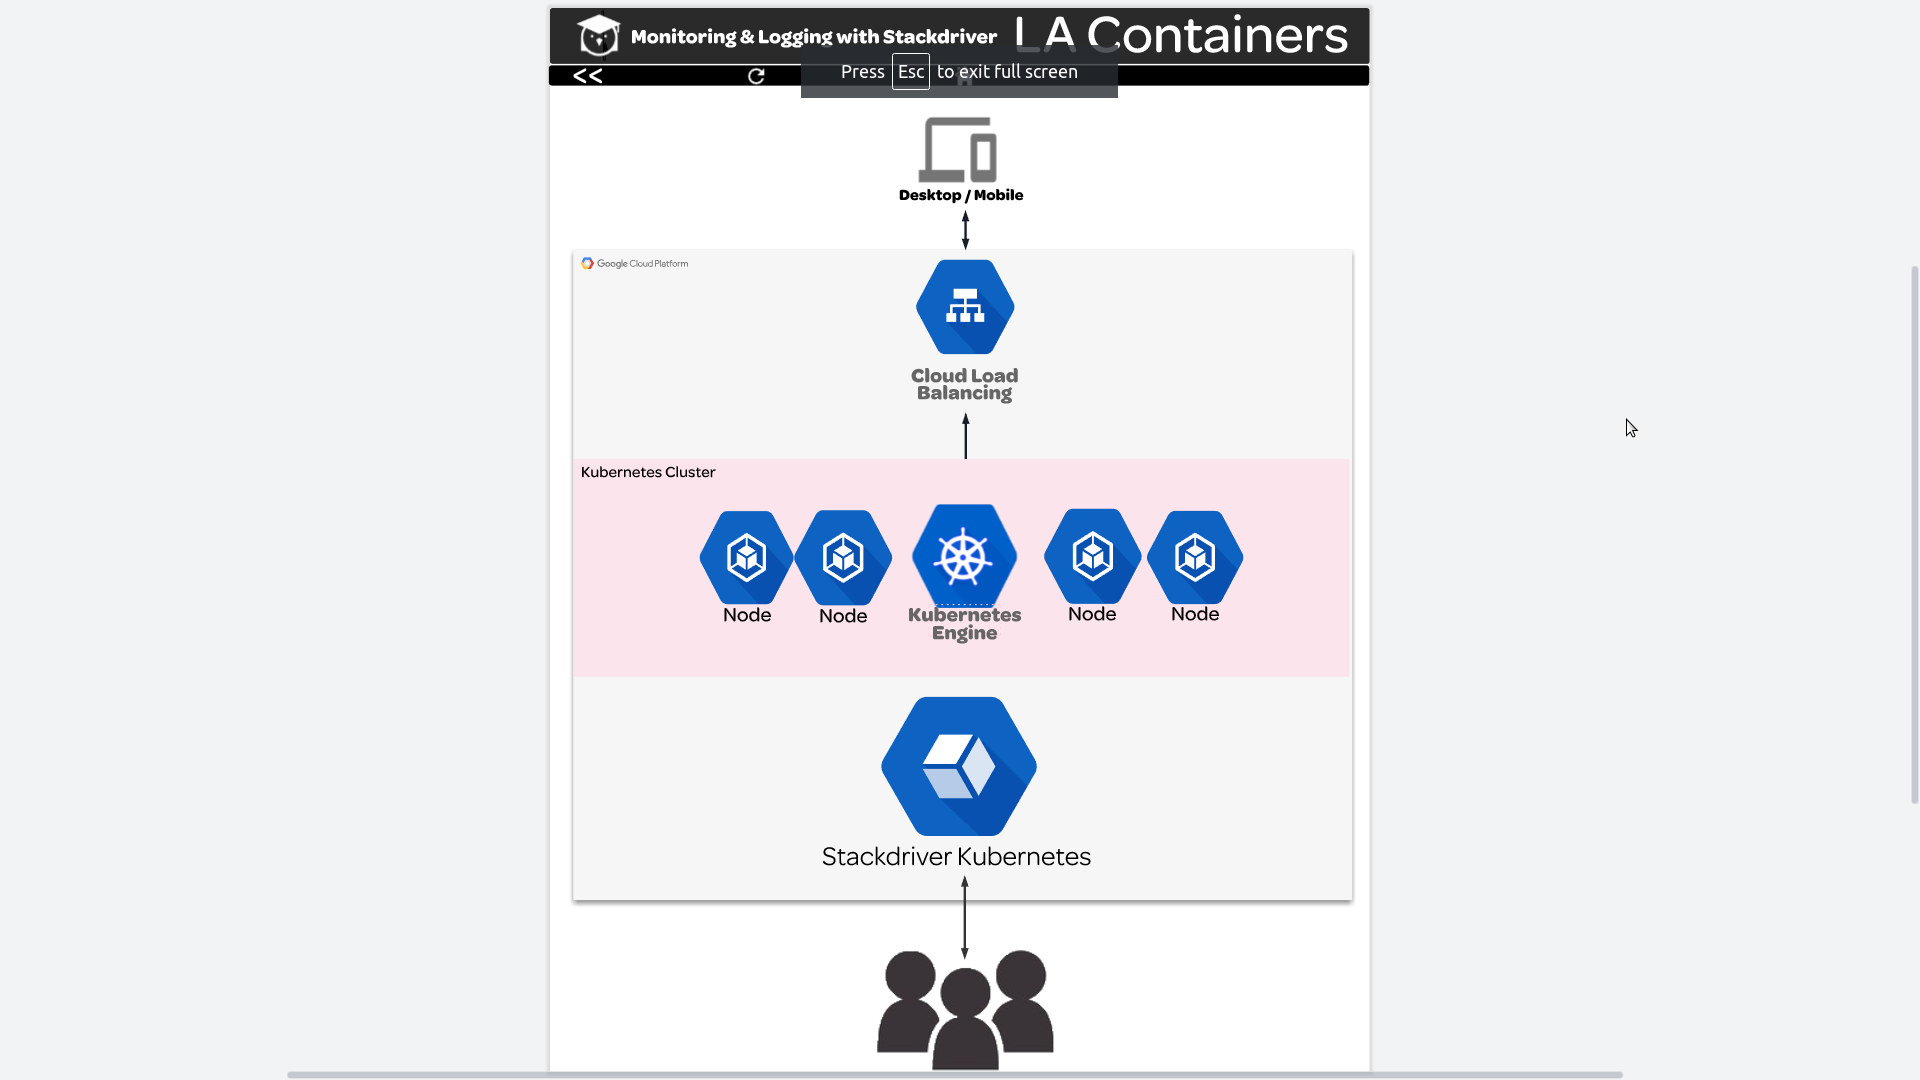 Monitoring & Logging with Stackdriver
LA Containers
<<
Press Esc to exit full screen
Desktop / Mobile
Google Cloud Platform
Cloud Load
Balancing
Kubernetes Cluster
Node
Node
Kubernetes
Engine
Node
Node
Stackdriver Kubernetes